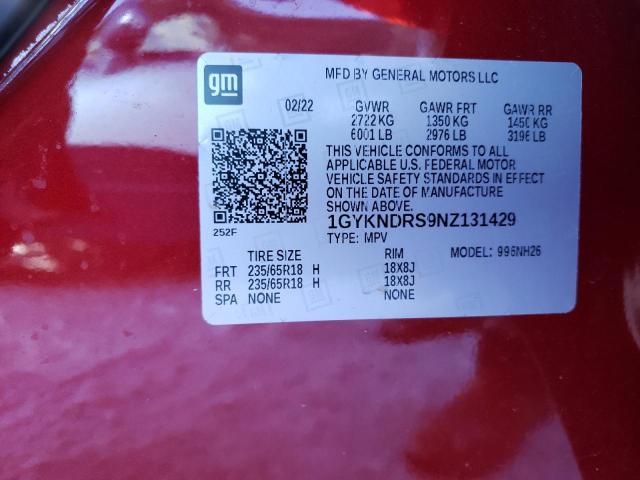 gm
MFD BY GENERAL MOTORS LLC
02/22 GVWR GAWR FRT GAWR RR
2722 KG 1350 KG 1450 KG
6001 LB 2976 LB 3196 LB
THIS VEHICLE CONFORMS TO ALL
APPLICABLE U.S. FEDERAL MOTOR
VEHICLE SAFETY STANDARDS IN EFFECT
ON THE DATE OF MANUFACTURE
SHOWN ABOVE.
252F
1GYKNDRS9NZ131429
TYPE: MPV
MODEL: 996NH26
TIRE SIZE RIM
FRT 235/65R18 H 18X8J
RR 235/65R18 H 18X8J
SPA NONE NONE